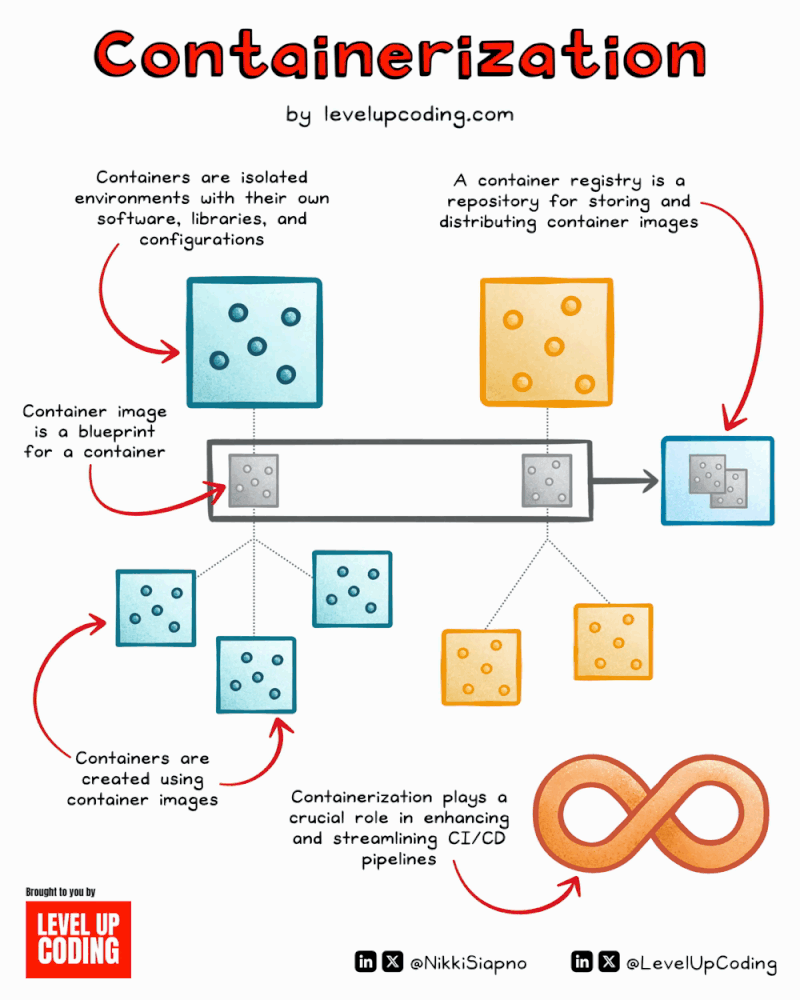 Containerization
by levelupcoding.com
Containers are isolated
environments with their own
software, libraries, and
configurations
A container registry is a
repository for storing and
distributing container images
Container image
is a blueprint
for a container
Containers are
created using
container images
Containerization plays a
crucial role in enhancing
and streamlining CI/CD
pipelines
Brought to you by
LEVEL UP
CODING
in X @NikkiSiapno
in X @LevelUpCoding